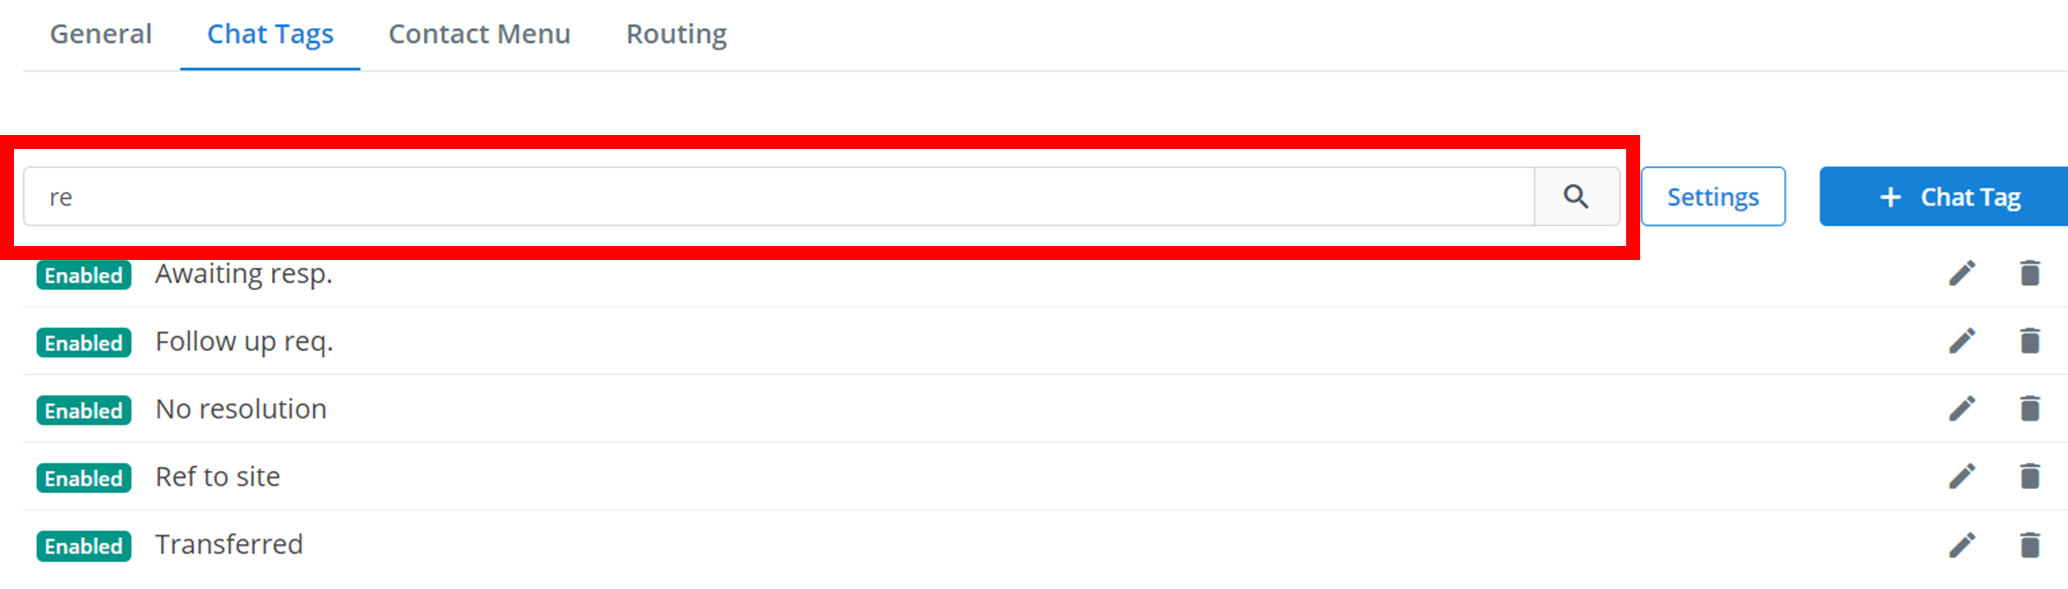 General Chat Tags Contact Menu Routing
re Settings + Chat Tag
Enabled Awaiting resp.
Enabled Follow up req.
Enabled No resolution
Enabled Ref to site
Enabled Transferred